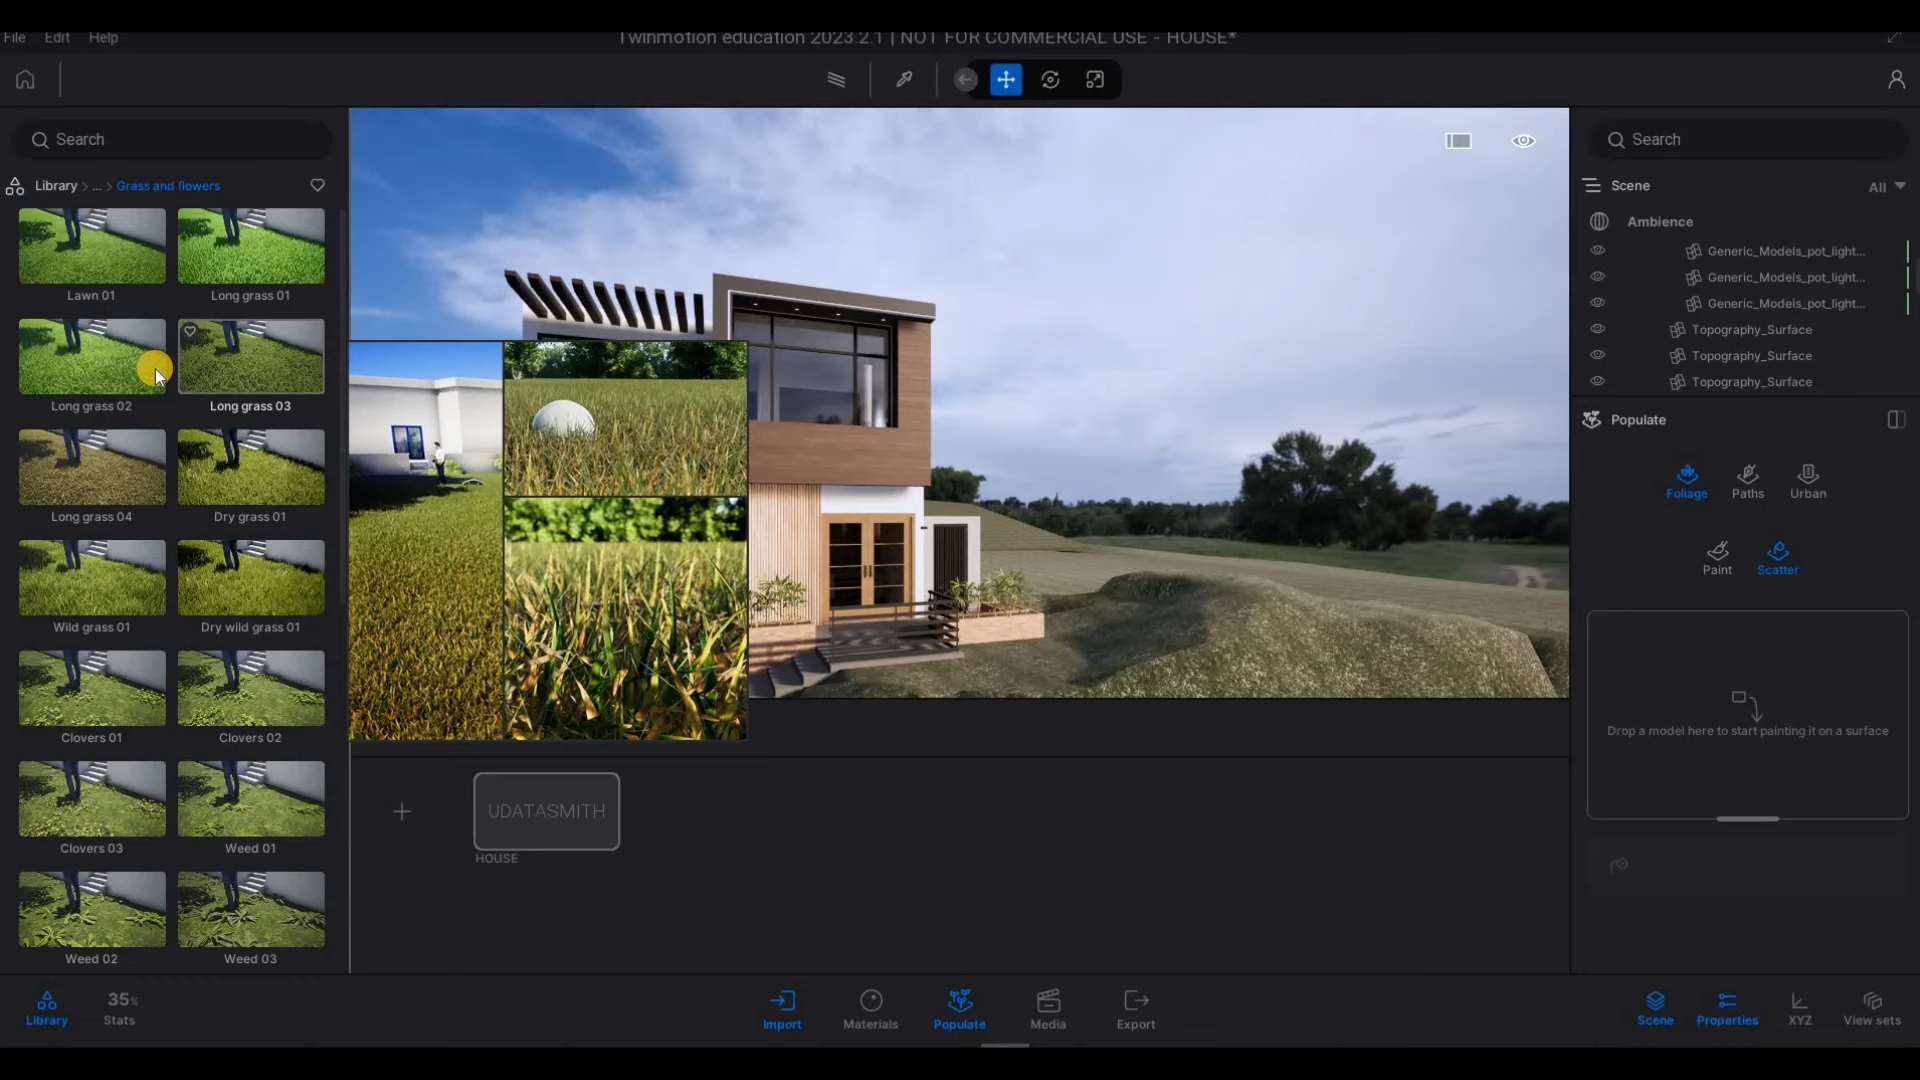 File Edit Help
Twinmotion education 2023.2.1 | NOT FOR COMMERCIAL USE - HOUSE*
Search
Library > ... > Grass and flowers
Lawn 01
Long grass 01
Long grass 02
Long grass 03
Long grass 04
Dry grass 01
Wild grass 01
Dry wild grass 01
Clovers 01
Clovers 02
Clovers 03
Weed 01
Weed 02
Weed 03
UDATASMITH
HOUSE
Search
Scene
All
Ambience
Generic_Models_pot_light...
Generic_Models_pot_light...
Generic_Models_pot_light...
Topography_Surface
Topography_Surface
Topography_Surface
Populate
Foliage
Paths
Urban
Paint
Scatter
Drop a model here to start painting it on a surface
Library
35%
Stats
Import
Materials
Populate
Media
Export
Scene
Properties
XYZ
View sets